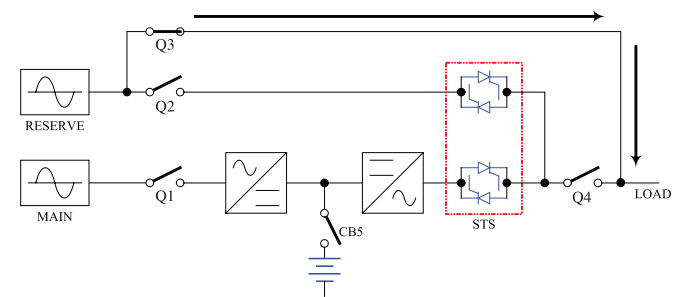 Q3
Q2
RESERVE
Q1
MAIN
CB5
STS
Q4
LOAD